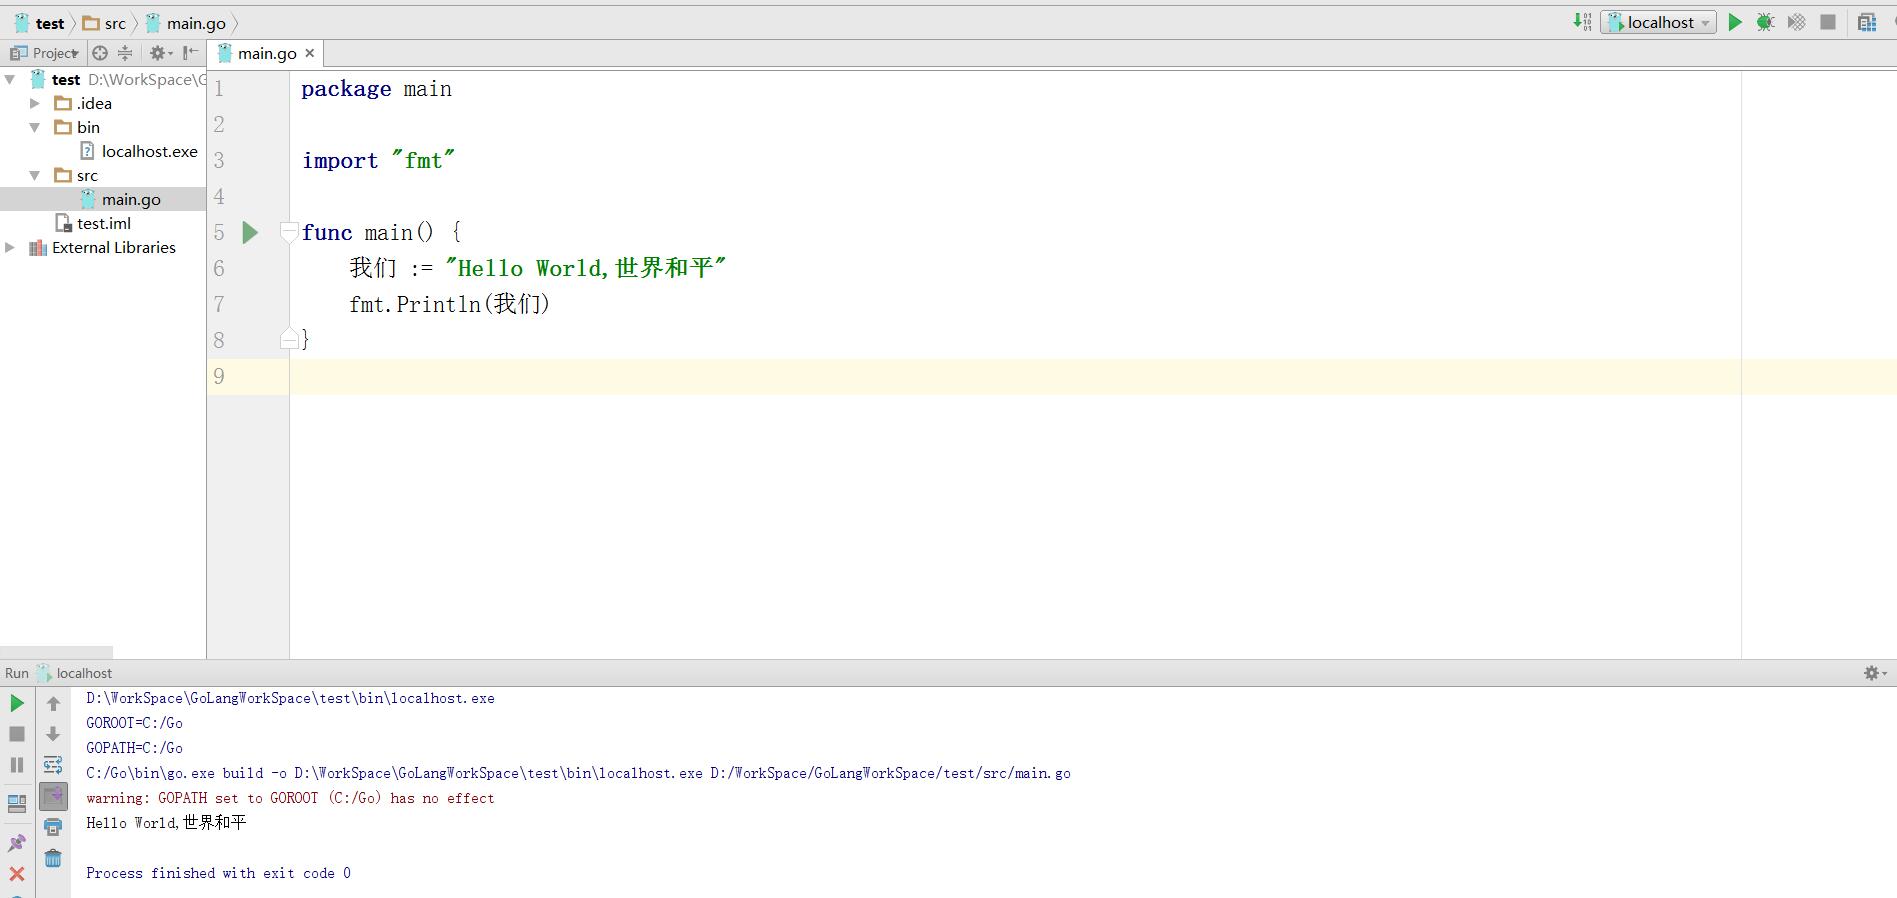 test src main.go localhost
Project main.go
test D:\WorkSpace\G
.idea
bin
localhost.exe
src
main.go
test.iml
External Libraries
1 package main
2
3 import "fmt"
4
5 func main() {
6 我们 := "Hello World,世界和平"
7 fmt.Println(我们)
8 }
9
Run localhost
D:\WorkSpace\GoLangWorkSpace\test\bin\localhost.exe
GOROOT=C:/Go
GOPATH=C:/Go
C:/Go\bin\go.exe build -o D:\WorkSpace\GoLangWorkSpace\test\bin\localhost.exe D:/WorkSpace/GoLangWorkSpace/test/src/main.go
warning: GOPATH set to GOROOT (C:/Go) has no effect
Hello World,世界和平
Process finished with exit code 0